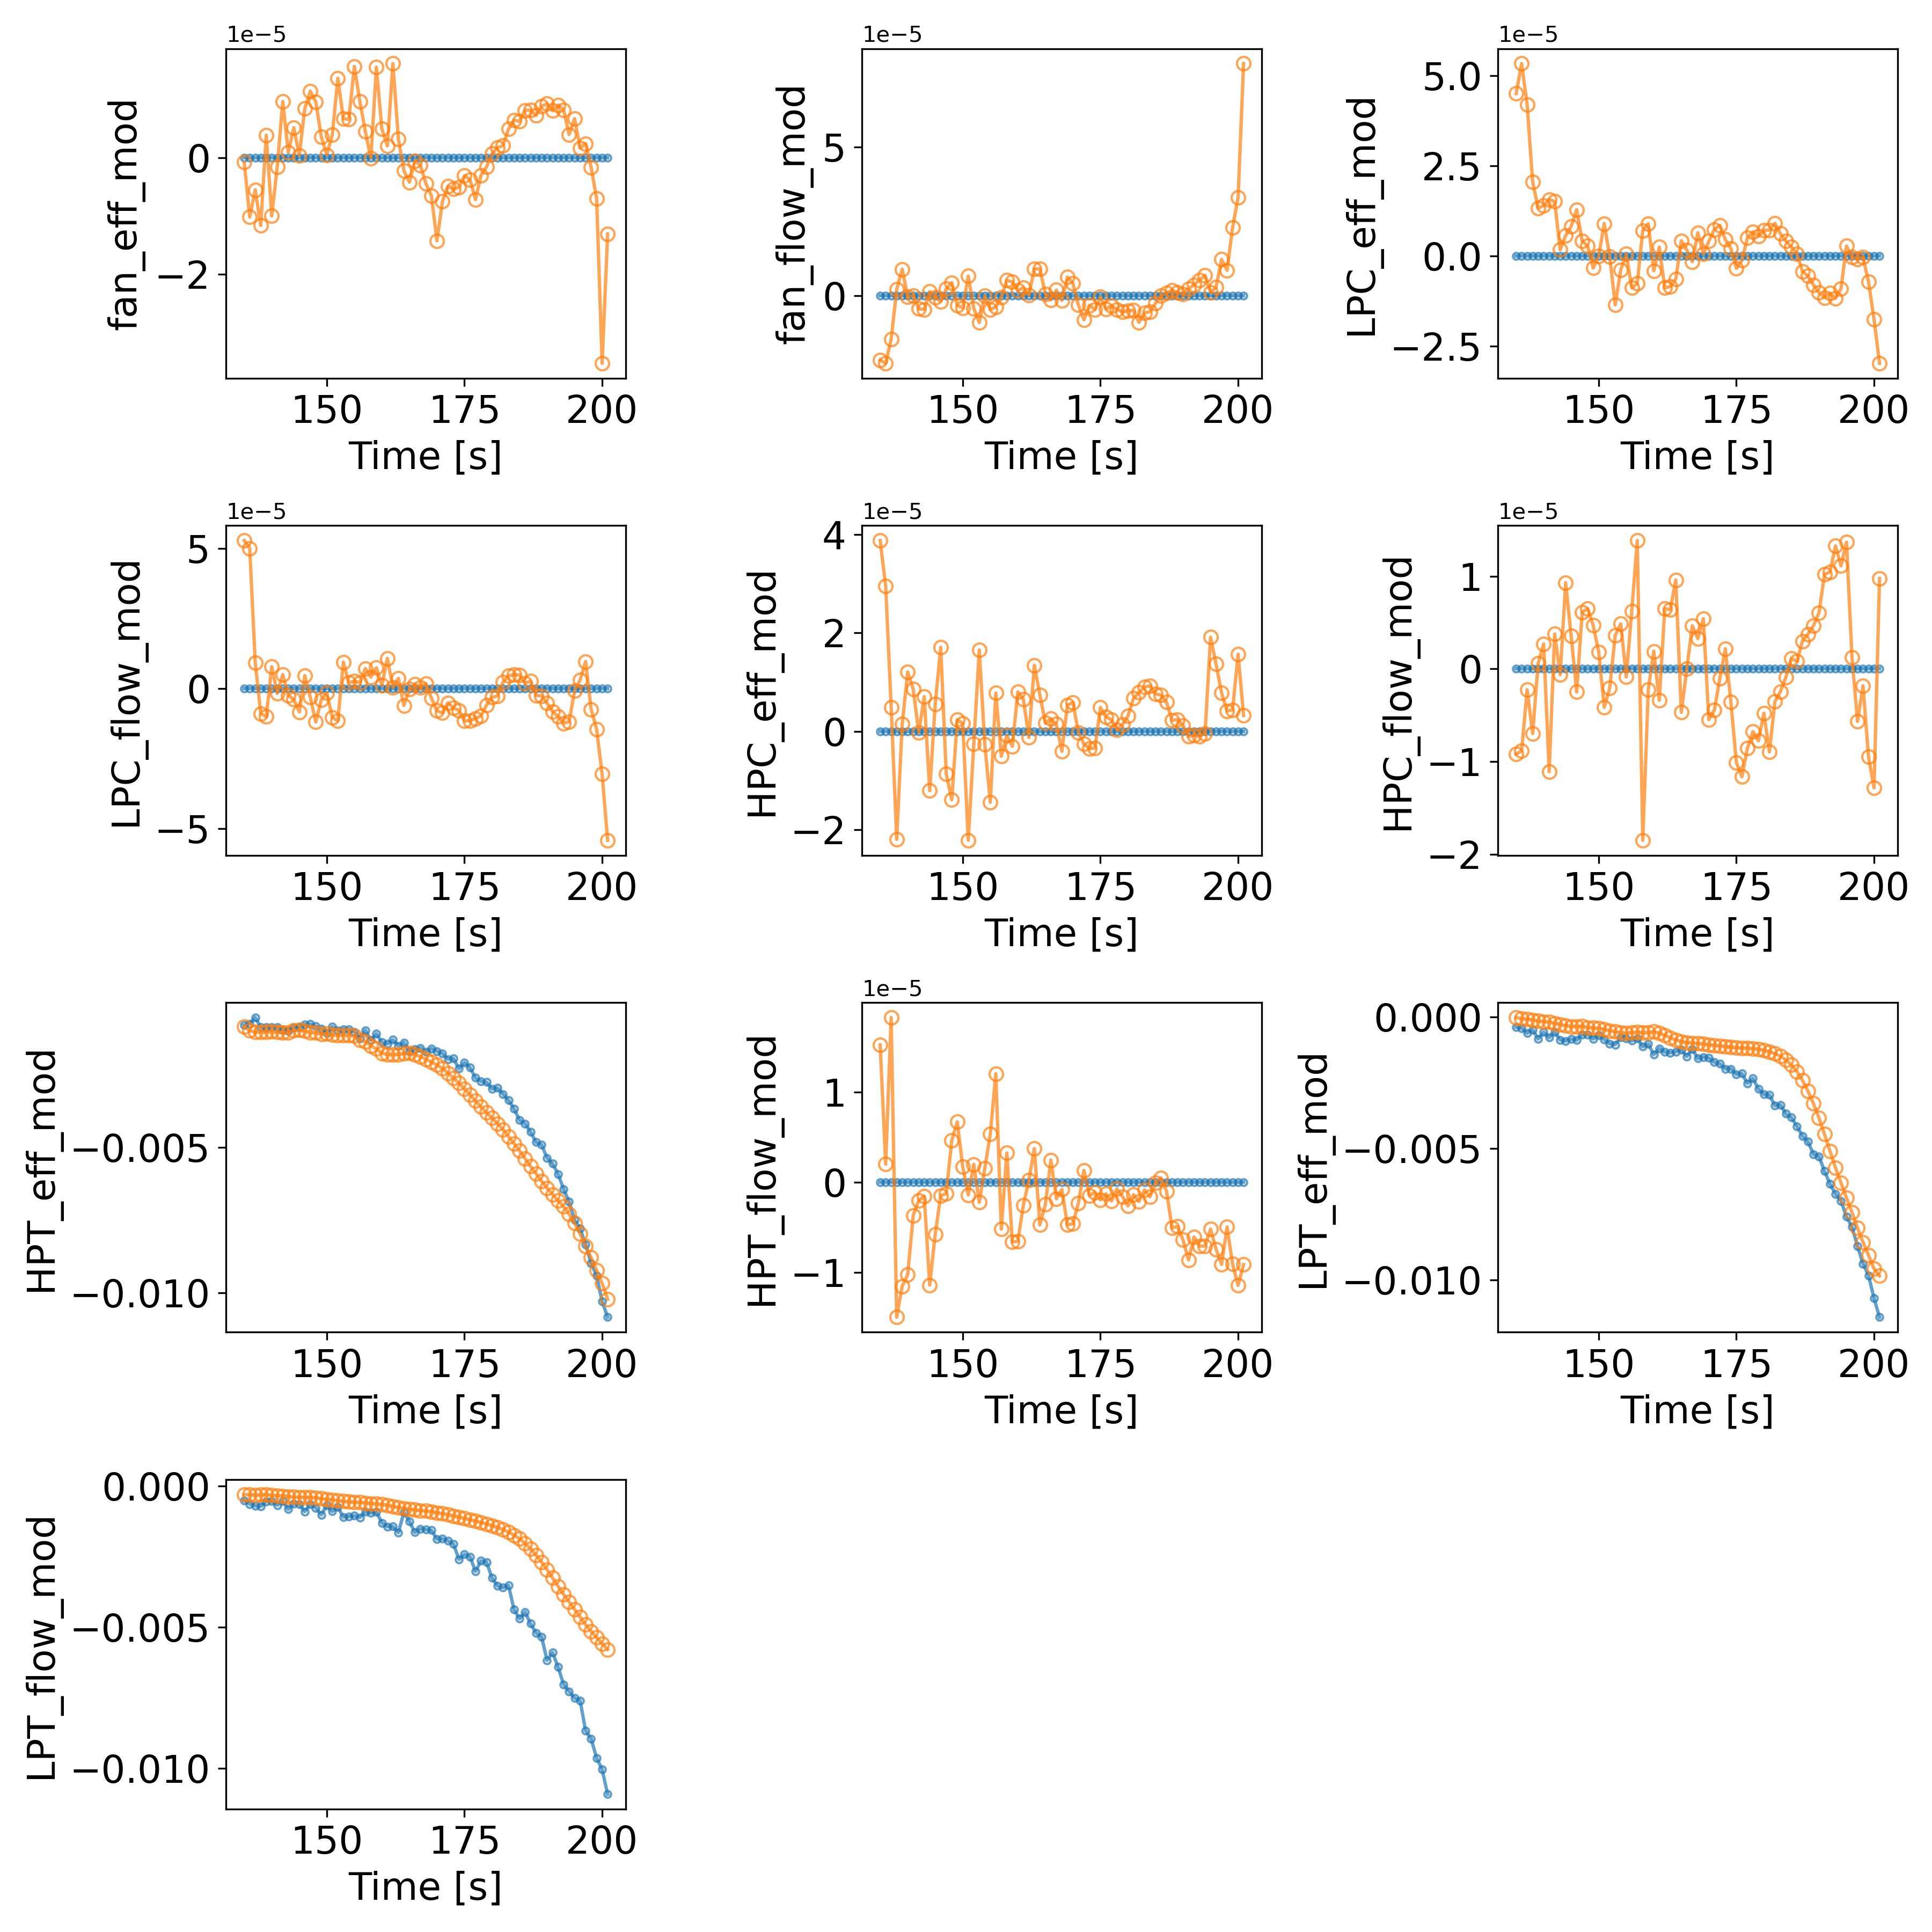 1e−5
fan_eff_mod
0
−2
150 175 200
Time [s]
1e−5
fan_flow_mod
5
0
150 175 200
Time [s]
1e−5
LPC_eff_mod
5.0
2.5
0.0
−2.5
150 175 200
Time [s]
1e−5
LPC_flow_mod
5
0
−5
150 175 200
Time [s]
1e−5
HPC_eff_mod
4
2
0
−2
150 175 200
Time [s]
1e−5
HPC_flow_mod
1
0
−1
−2
150 175 200
Time [s]
HPT_eff_mod
−0.005
−0.010
150 175 200
Time [s]
1e−5
HPT_flow_mod
1
0
−1
150 175 200
Time [s]
LPT_eff_mod
0.000
−0.005
−0.010
150 175 200
Time [s]
LPT_flow_mod
0.000
−0.005
−0.010
150 175 200
Time [s]